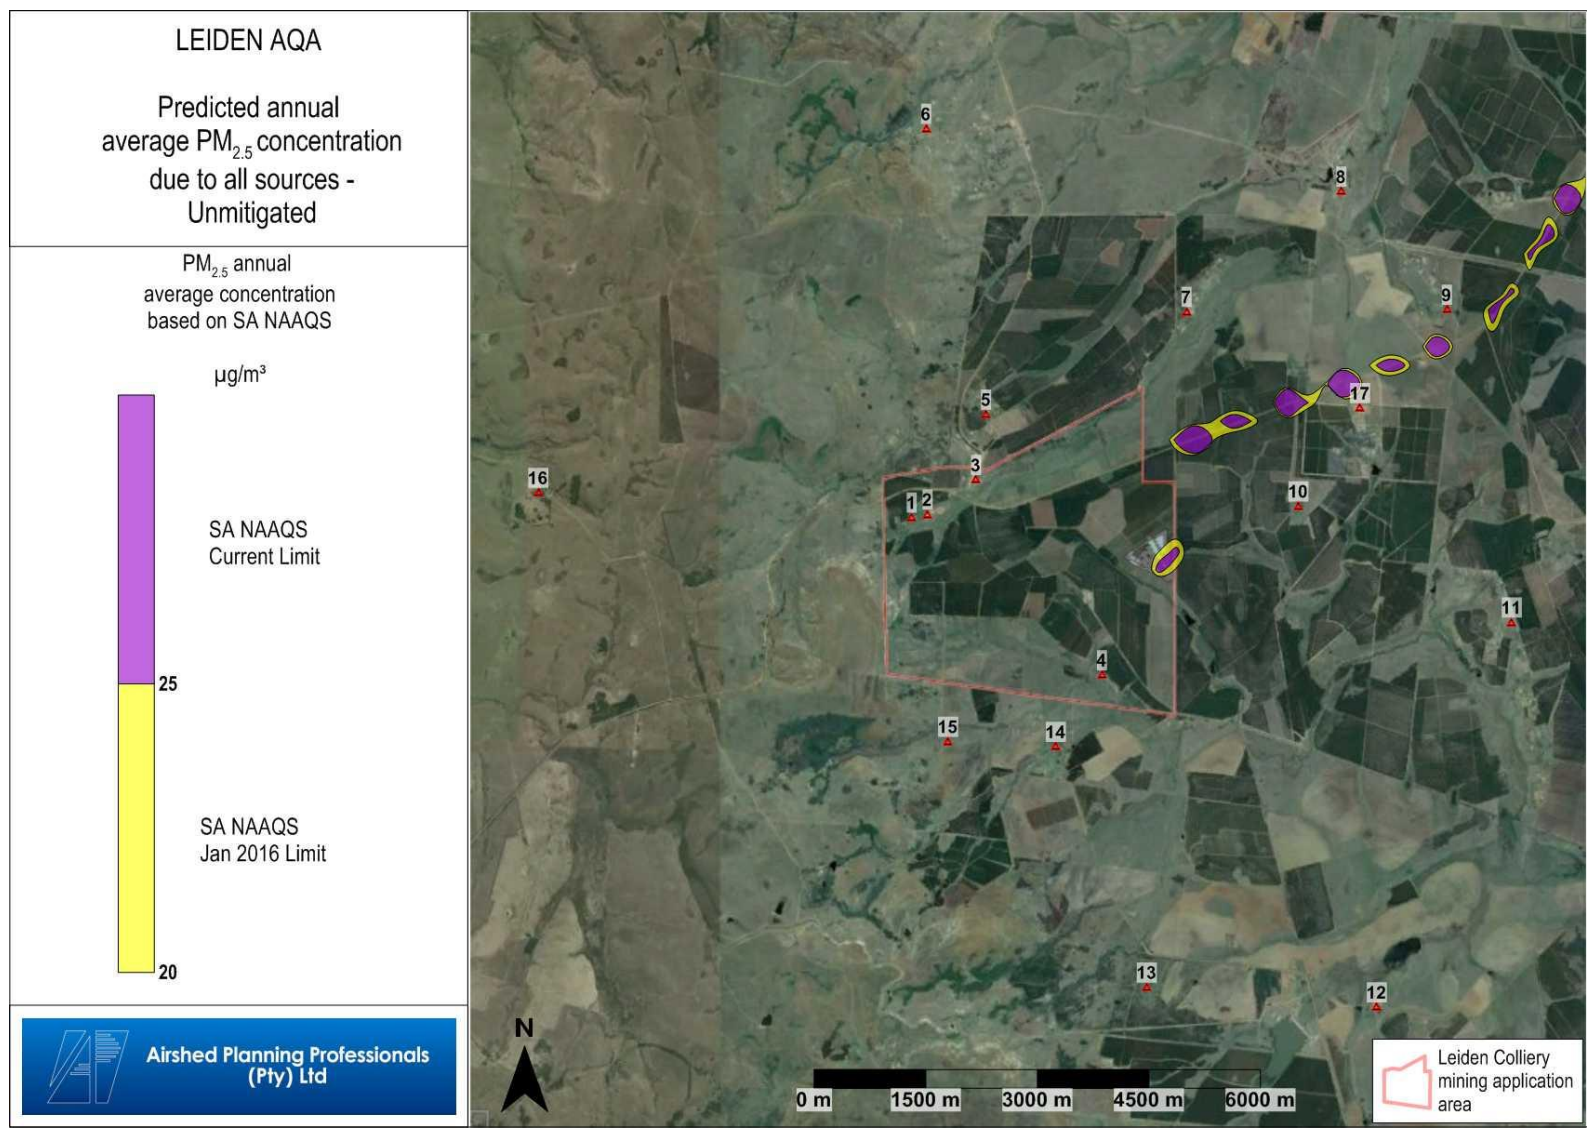 LEIDEN AQA
Predicted annual
average PM2.5 concentration
due to all sources -
Unmitigated
PM2.5 annual
average concentration
based on SA NAAQS
µg/m³
SA NAAQS
Current Limit
25
SA NAAQS
Jan 2016 Limit
20
Airshed Planning Professionals
(Pty) Ltd
6
8
7
9
5
17
3
16
1 2
10
11
4
15
14
13
12
N
0 m 1500 m 3000 m 4500 m 6000 m
Leiden Colliery
mining application
area